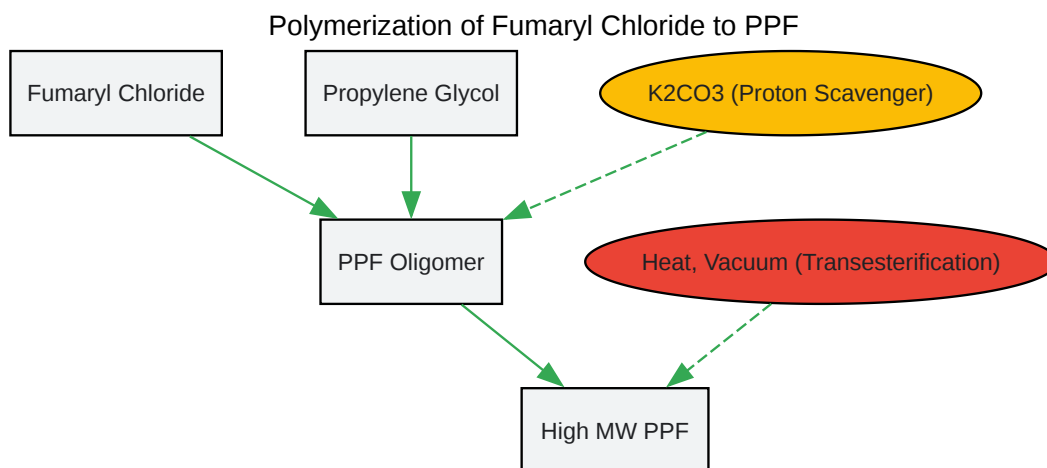 Polymerization of Fumaryl Chloride to PPF
Fumaryl Chloride
Propylene Glycol
K2CO3 (Proton Scavenger)
PPF Oligomer
Heat, Vacuum (Transesterification)
High MW PPF